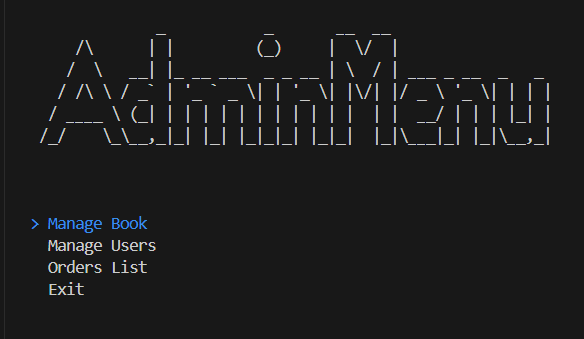 AdminMenu
> Manage Book
Manage Users
Orders List
Exit